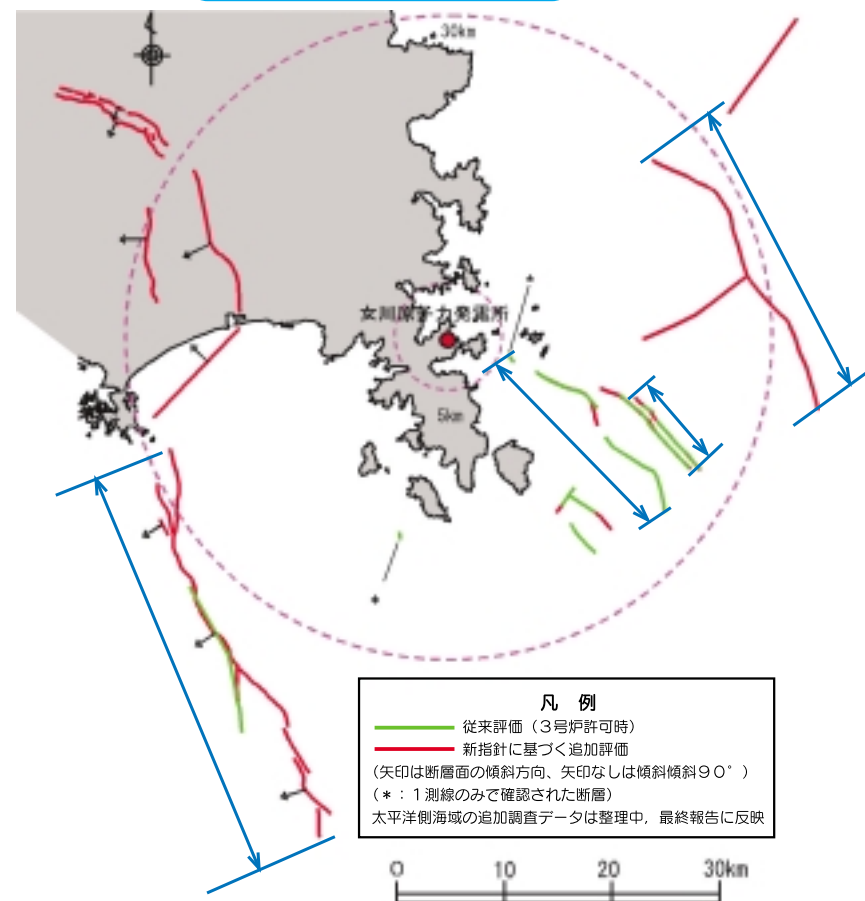 30km
*
女川原子力発電所
5km
*
凡 例
従来評価（３号炉許可時）
新指針に基づく追加評価
（矢印は断層面の傾斜方向、矢印なしは傾斜傾斜９０°）
（＊：１測線のみで確認された断層）
太平洋側海域の追加調査データは整理中，最終報告に反映
0 10 20 30km